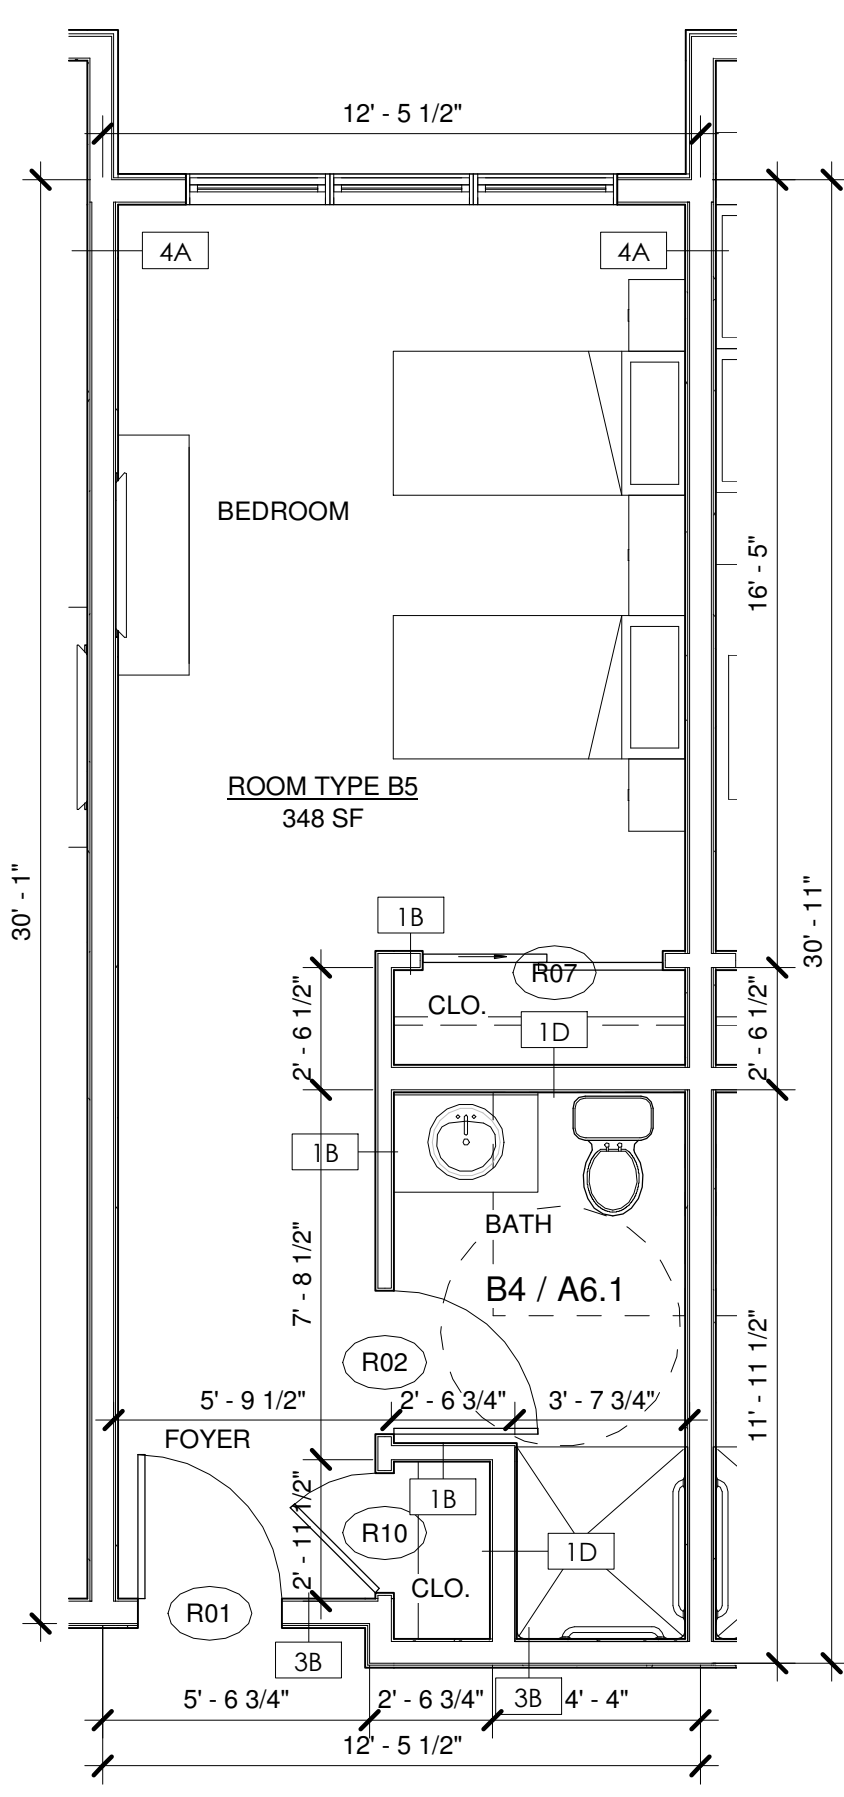 12' - 5 1/2"
4A
4A
BEDROOM
16' - 5"
ROOM TYPE B5
348 SF
30' - 1"
30' - 11"
1B
R07
CLO.
1D
2' - 6 1/2"
2' - 6 1/2"
1B
BATH
B4 / A6.1
7' - 8 1/2"
11' - 11 1/2"
R02
5' - 9 1/2"
2' - 6 3/4"
3' - 7 3/4"
FOYER
1B
R10
2' - 11 1/2"
1D
CLO.
R01
3B
3B
5' - 6 3/4"
2' - 6 3/4"
4' - 4"
12' - 5 1/2"